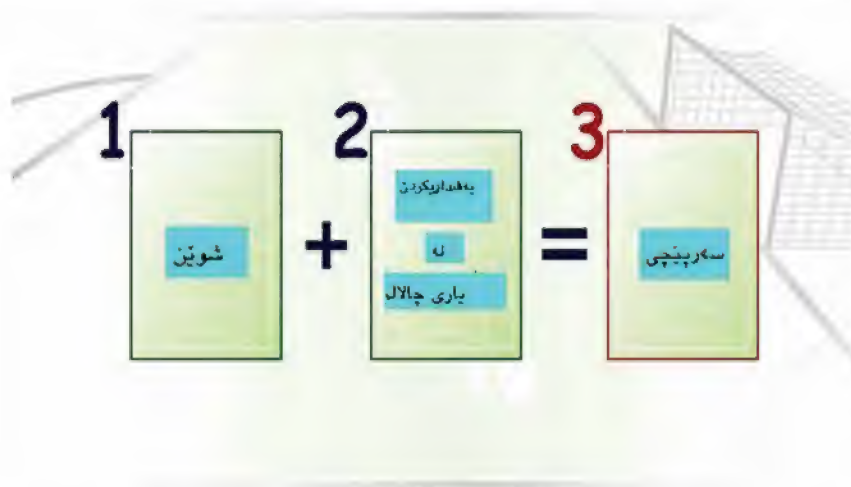 1
شوێن
+
2
بەشداریکردن
لە
یاری چالاک
=
3
سەرپێچی